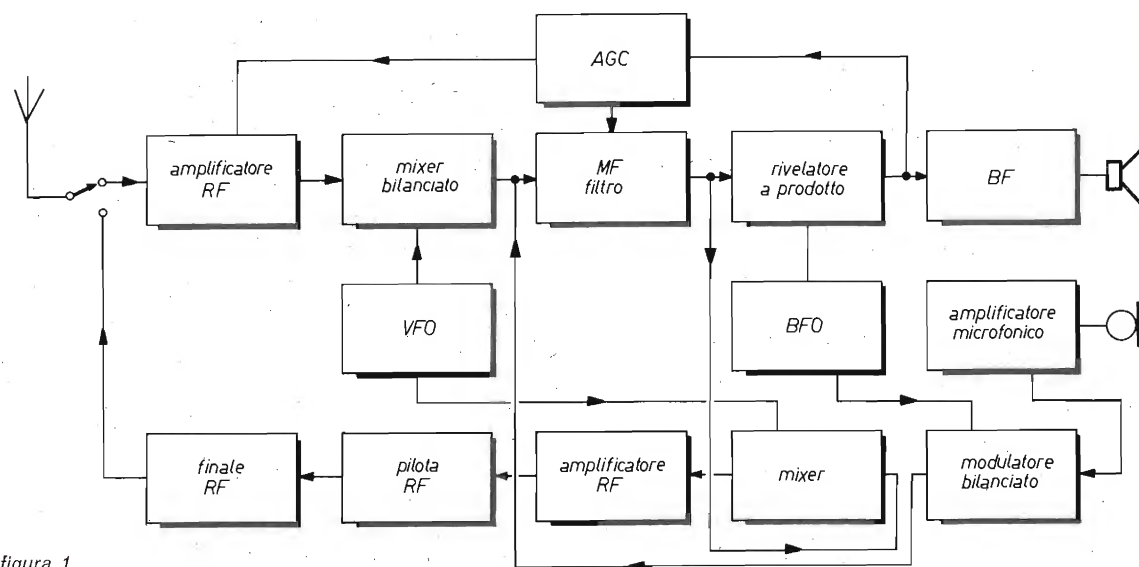 AGC
amplificatore
RF
mixer
bilanciato
MF
filtro
rivelatore
a prodotto
BF
VFO
BFO
amplificatore
microfonico
finale
RF
pilota
RF
amplificatore
RF
mixer
modulatore
bilanciato
figura 1